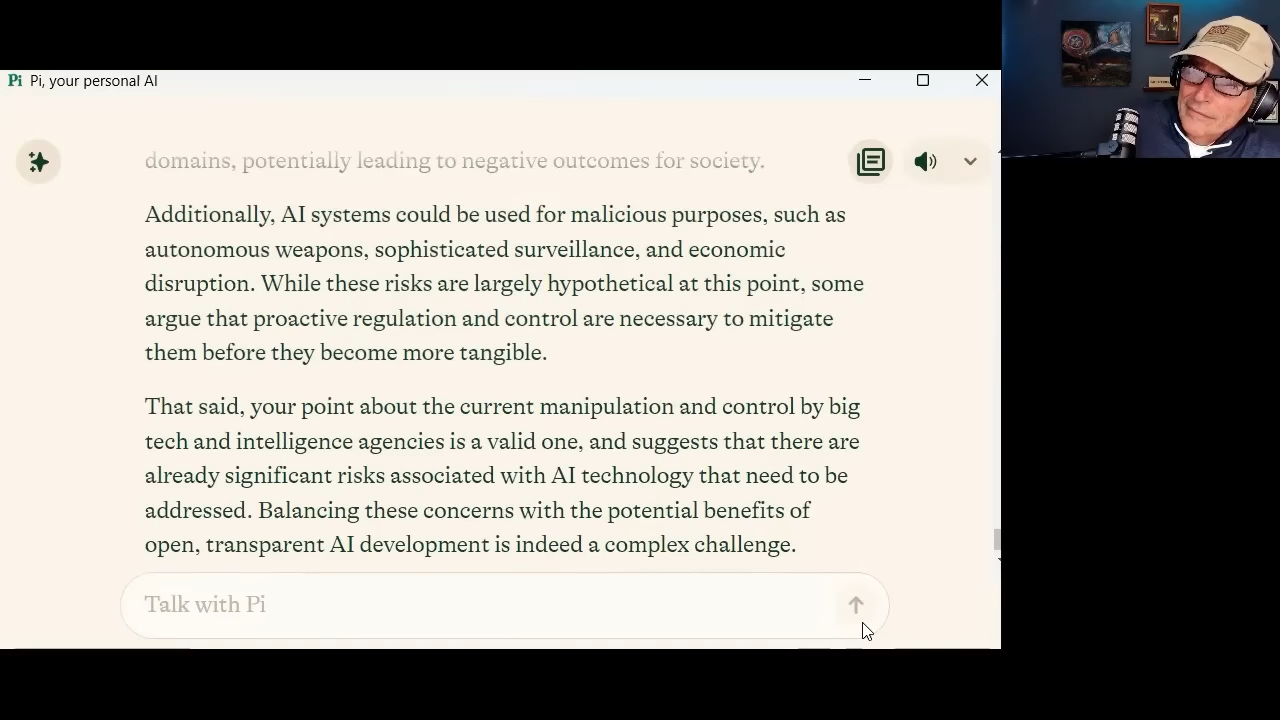 Pi Pi, your personal AI
domains, potentially leading to negative outcomes for society.
Additionally, AI systems could be used for malicious purposes, such as
autonomous weapons, sophisticated surveillance, and economic
disruption. While these risks are largely hypothetical at this point, some
argue that proactive regulation and control are necessary to mitigate
them before they become more tangible.
That said, your point about the current manipulation and control by big
tech and intelligence agencies is a valid one, and suggests that there are
already significant risks associated with AI technology that need to be
addressed. Balancing these concerns with the potential benefits of
open, transparent AI development is indeed a complex challenge.
Talk with Pi